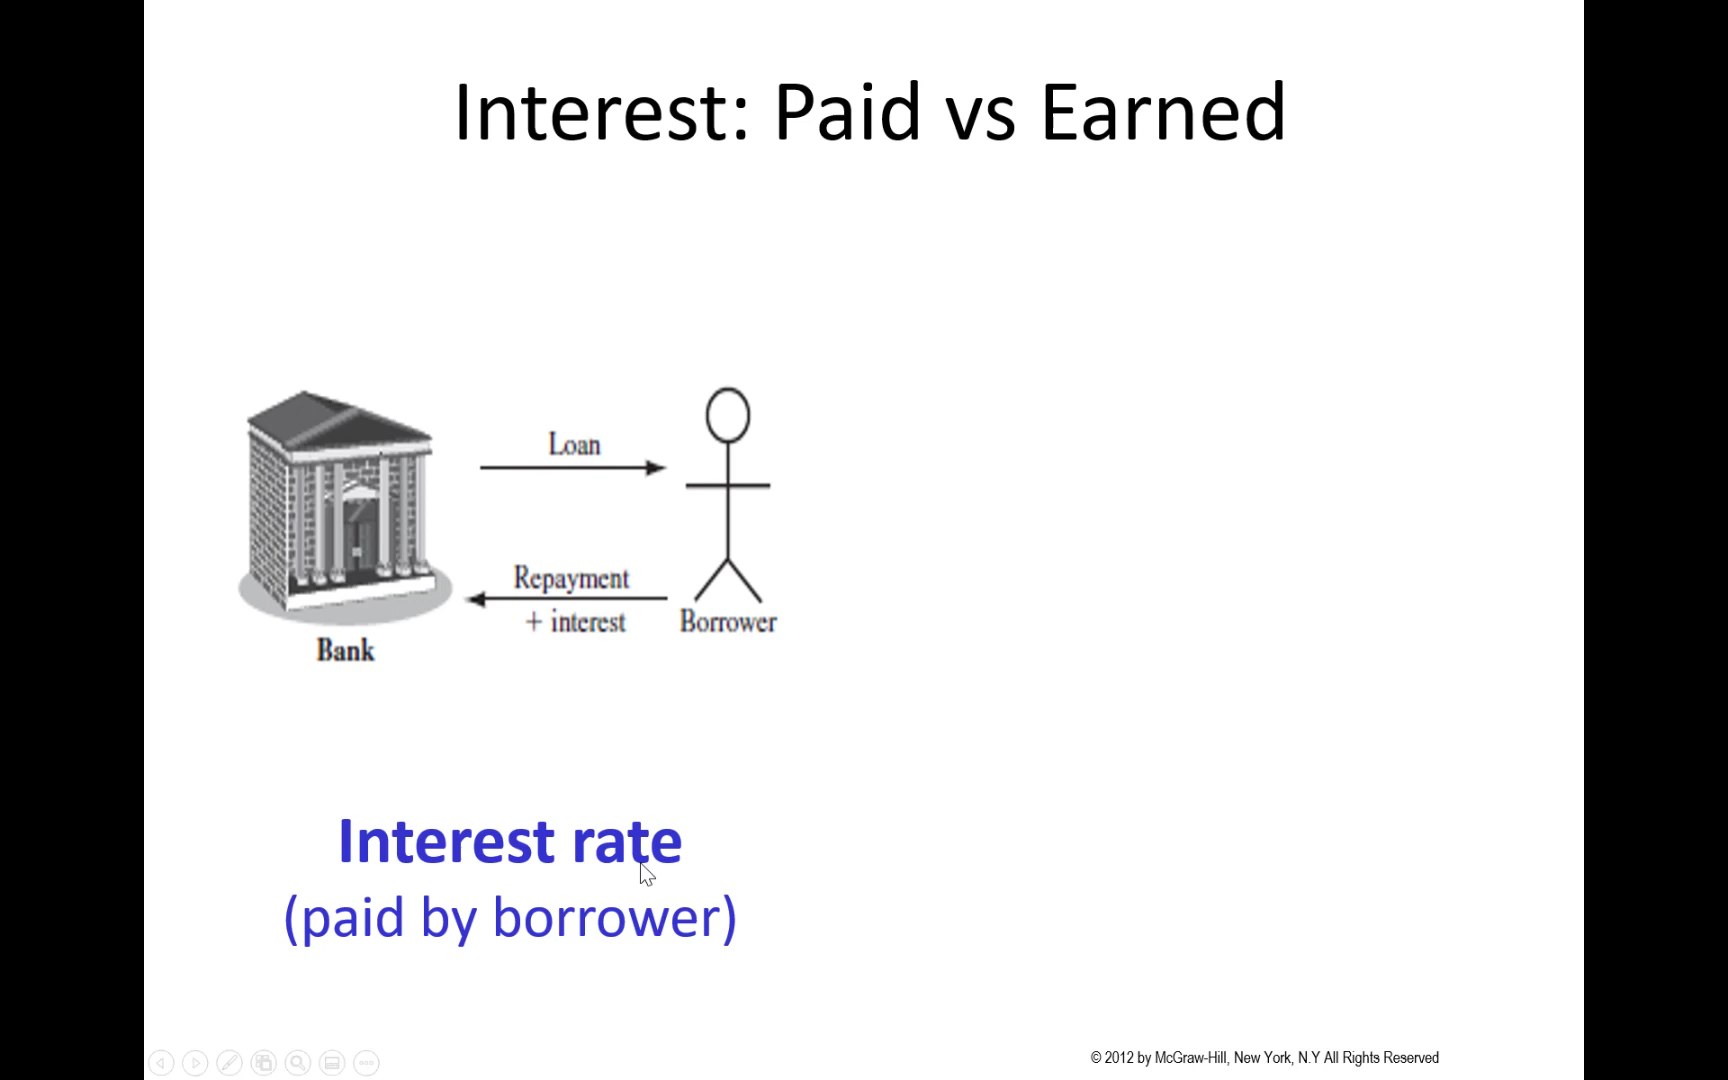 Interest: Paid vs Earned
Loan
Repayment
+ interest
Borrower
Bank
Interest rate
(paid by borrower)
© 2012 by McGraw-Hill, New York, N.Y All Rights Reserved